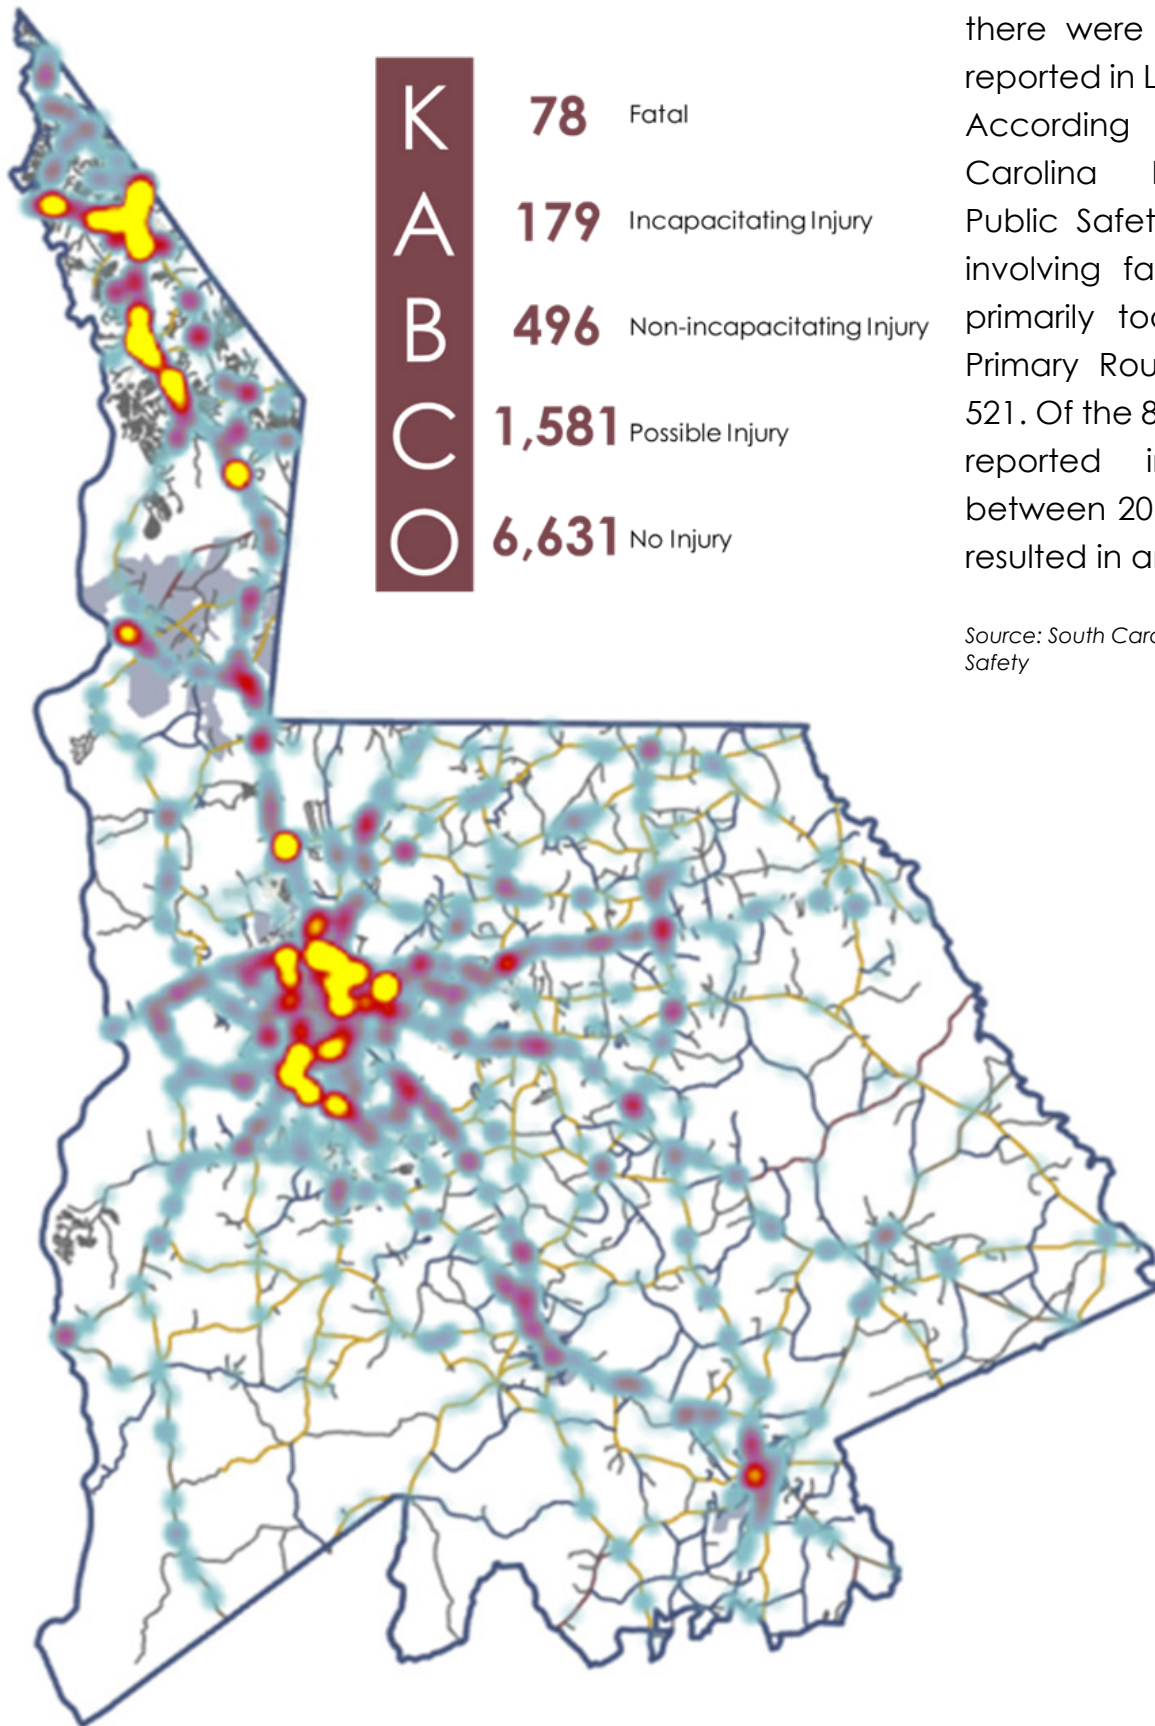 K 78 Fatal
A 179 Incapacitating Injury
B 496 Non-incapacitating Injury
C 1,581 Possible Injury
O 6,631 No Injury
there were
reported in L
According
Carolina
Public Safet
involving fa
primarily to
Primary Rou
521. Of the 8
reported i
between 20
resulted in a
Source: South Caro
Safety